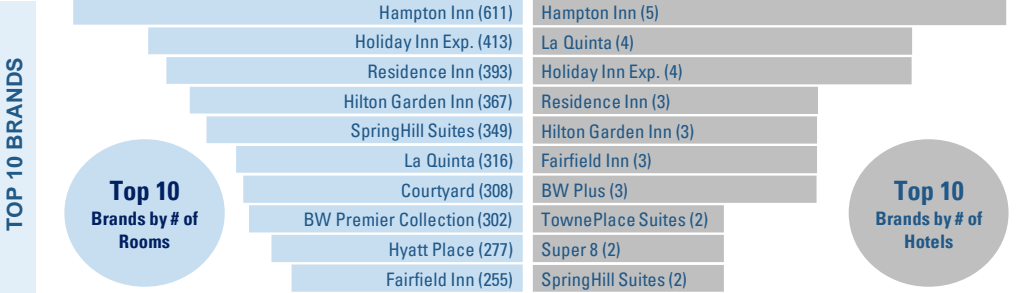 TOP 10 BRANDS
Hampton Inn (611)
Holiday Inn Exp. (413)
Residence Inn (393)
Hilton Garden Inn (367)
SpringHill Suites (349)
La Quinta (316)
Courtyard (308)
BW Premier Collection (302)
Hyatt Place (277)
Fairfield Inn (255)
Top 10
Brands by # of
Rooms
Hampton Inn (5)
La Quinta (4)
Holiday Inn Exp. (4)
Residence Inn (3)
Hilton Garden Inn (3)
Fairfield Inn (3)
BW Plus (3)
TownePlace Suites (2)
Super 8 (2)
SpringHill Suites (2)
Top 10
Brands by # of
Hotels